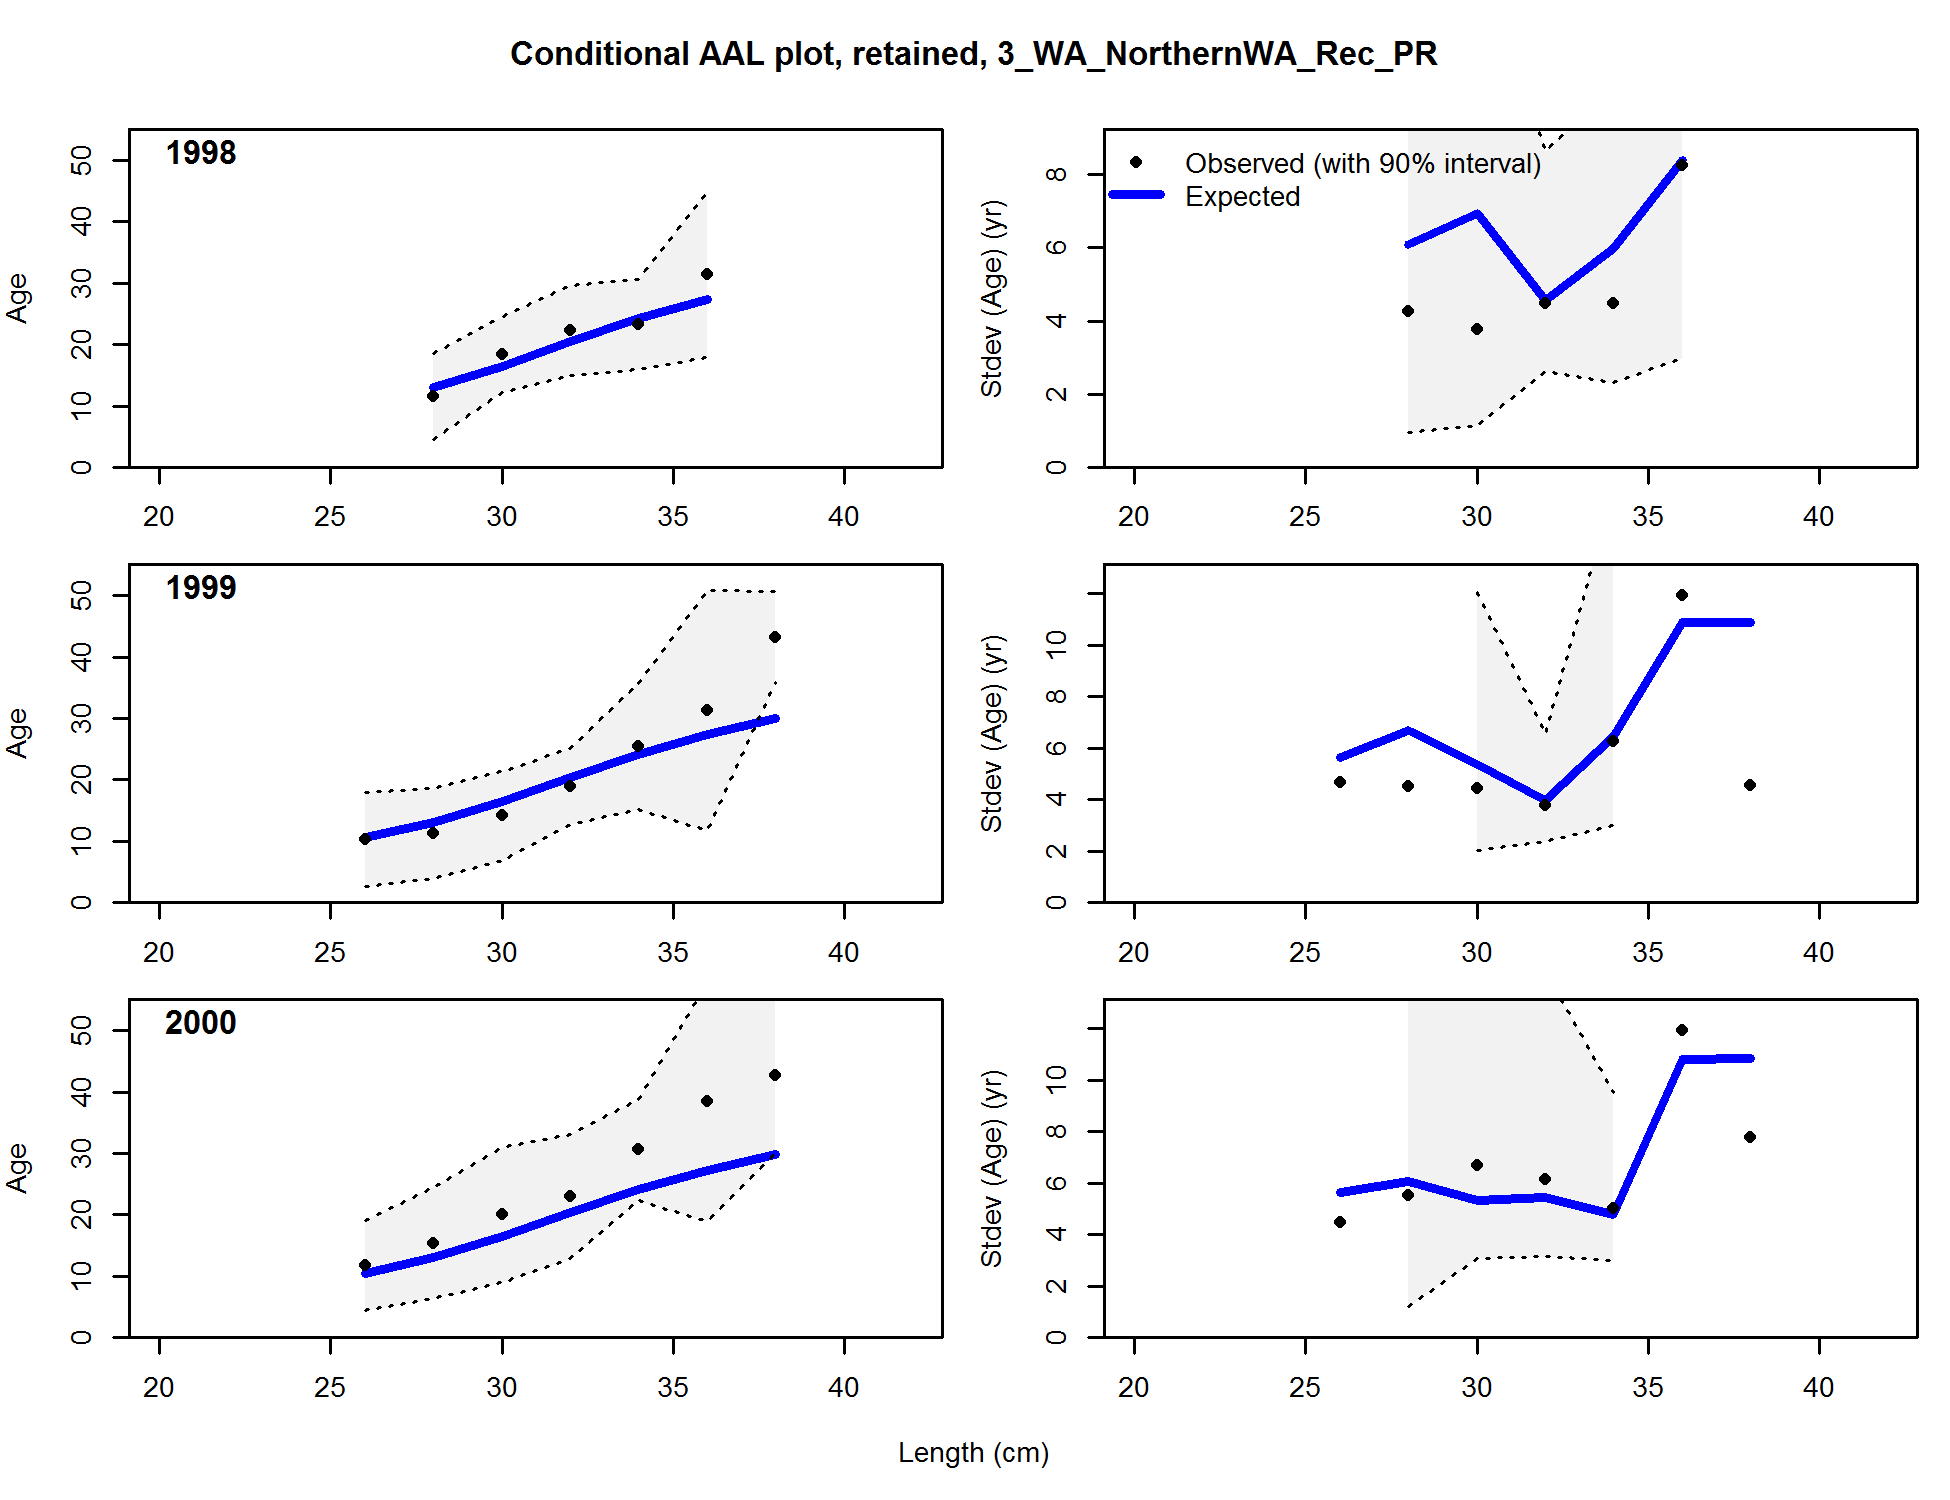 Conditional AAL plot, retained, 3_WA_NorthernWA_Rec_PR
1998
Age
0 10 20 30 40 50
20 25 30 35 40
Observed (with 90% interval)
Expected
Stdev (Age) (yr)
0 2 4 6 8
20 25 30 35 40
1999
Age
0 10 20 30 40 50
20 25 30 35 40
Stdev (Age) (yr)
0 2 4 6 8 10
20 25 30 35 40
2000
Age
0 10 20 30 40 50
20 25 30 35 40
Stdev (Age) (yr)
0 2 4 6 8 10
20 25 30 35 40
Length (cm)